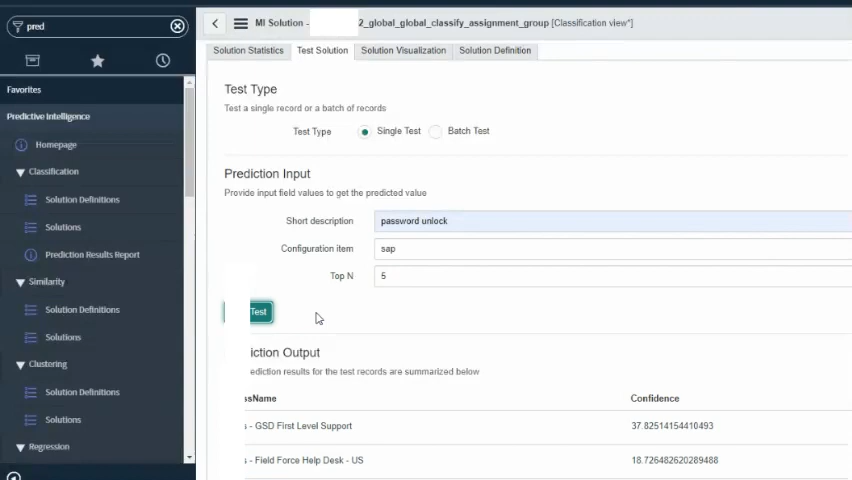 pred
MI Solution - 2_global_global_classify_assignment_group [Classification view*]
Solution Statistics
Test Solution
Solution Visualization
Solution Definition
Favorites
Predictive Intelligence
Homepage
Classification
Solution Definitions
Solutions
Prediction Results Report
Similarity
Solution Definitions
Solutions
Clustering
Solution Definitions
Solutions
Regression
Test Type
Test a single record or a batch of records
Test Type Single Test Batch Test
Prediction Input
Provide input field values to get the predicted value
Short description password unlock
Configuration item sap
Top N 5
Test
iction Output
ediction results for the test records are summarized below
sName Confidence
s - GSD First Level Support 37.82514154410493
s - Field Force Help Desk - US 18.726482620289488